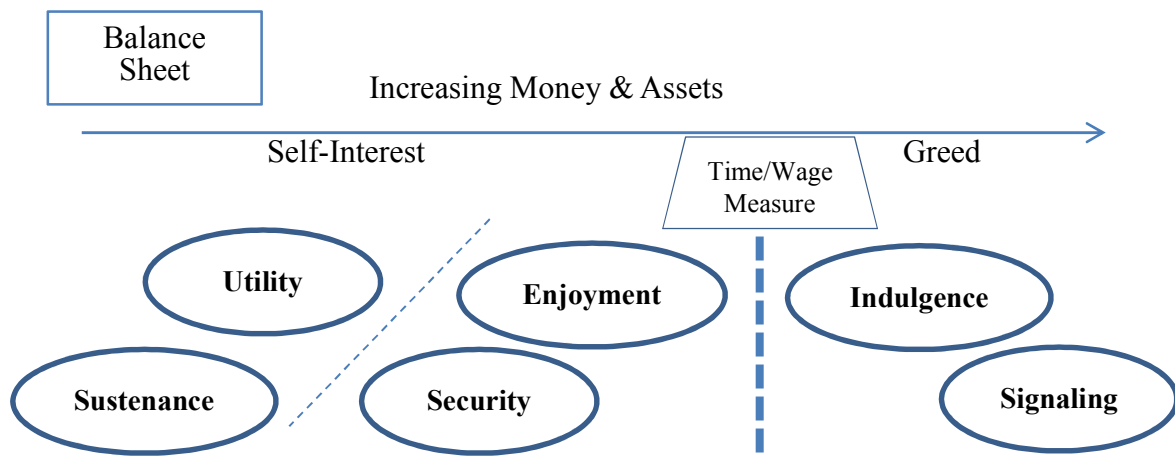 Balance
Sheet
Increasing Money & Assets
Self-Interest
Greed
Time/Wage
Measure
Utility
Enjoyment
Indulgence
Sustenance
Security
Signaling